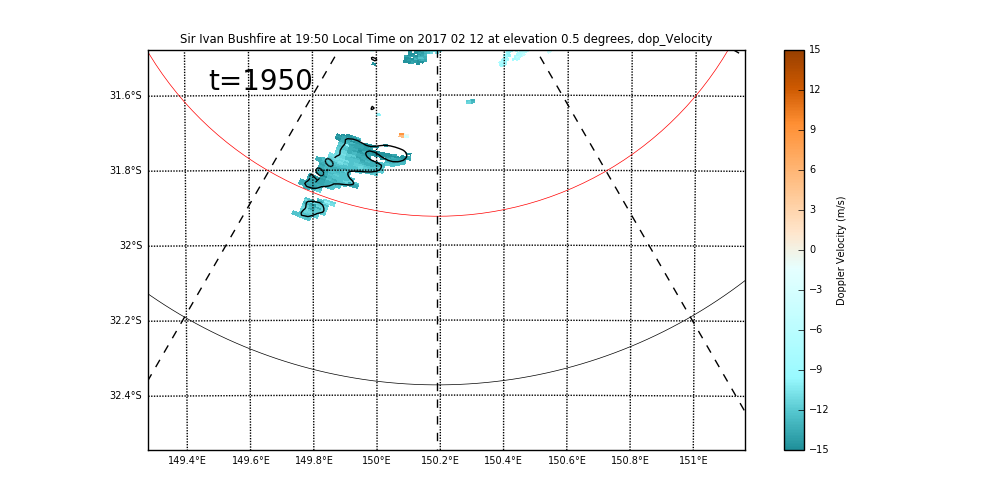 Sir Ivan Bushfire at 19:50 Local Time on 2017 02 12 at elevation 0.5 degrees, dop_Velocity
t=1950
31.6°S
31.8°S
32°S
32.2°S
32.4°S
149.4°E 149.6°E 149.8°E 150°E 150.2°E 150.4°E 150.6°E 150.8°E 151°E
15
12
9
6
3
0
−3
−6
−9
−12
−15
Doppler Velocity (m/s)